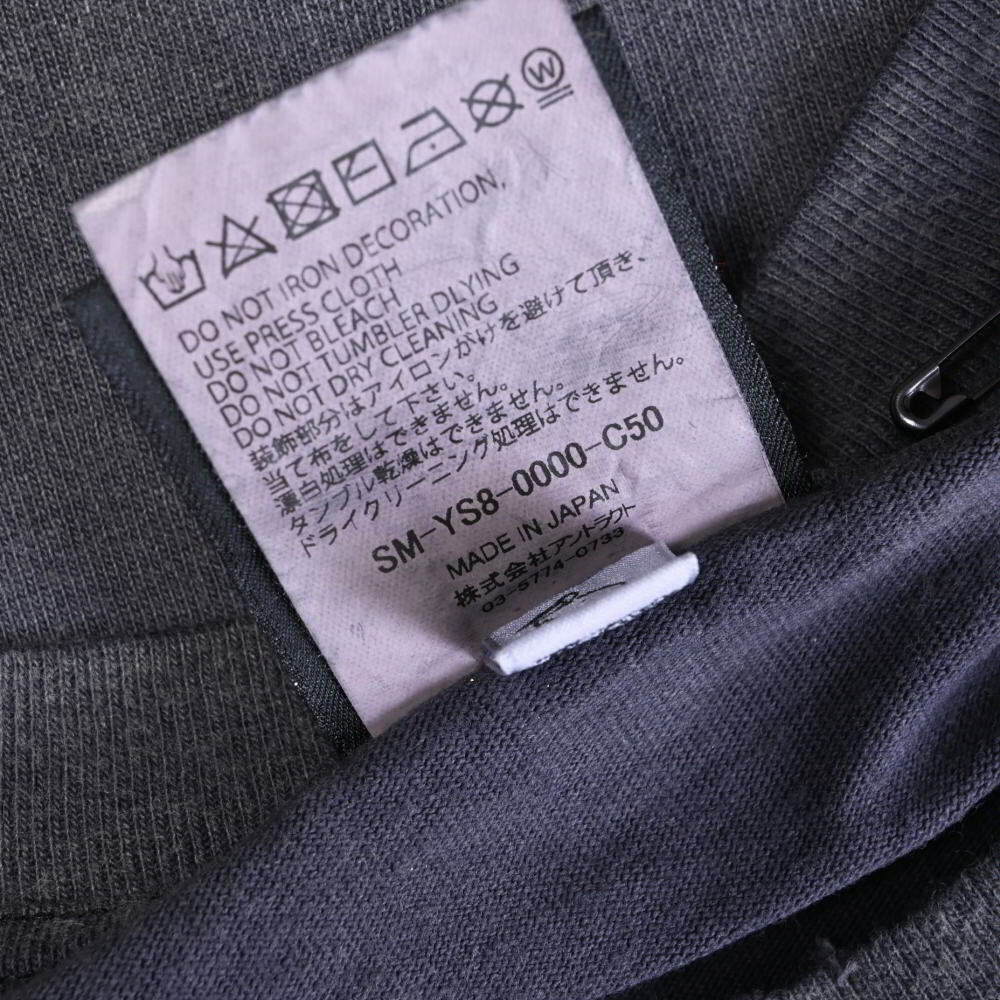 W
DO NOT IRON DECORATION,
USE PRESS CLOTH
DO NOT BLEACH
DO NOT TUMBLER DLYING
DO NOT DRY CLEANING
装飾部分はアイロンがけを避けて頂き、
当て布をして下さい。
漂白処理はできません。
タンブル乾燥はできません。
ドライクリーニング処理はできません。
SM-YS8-0000-C50
MADE IN JAPAN
株式会社アントラクト
03-5774-0733